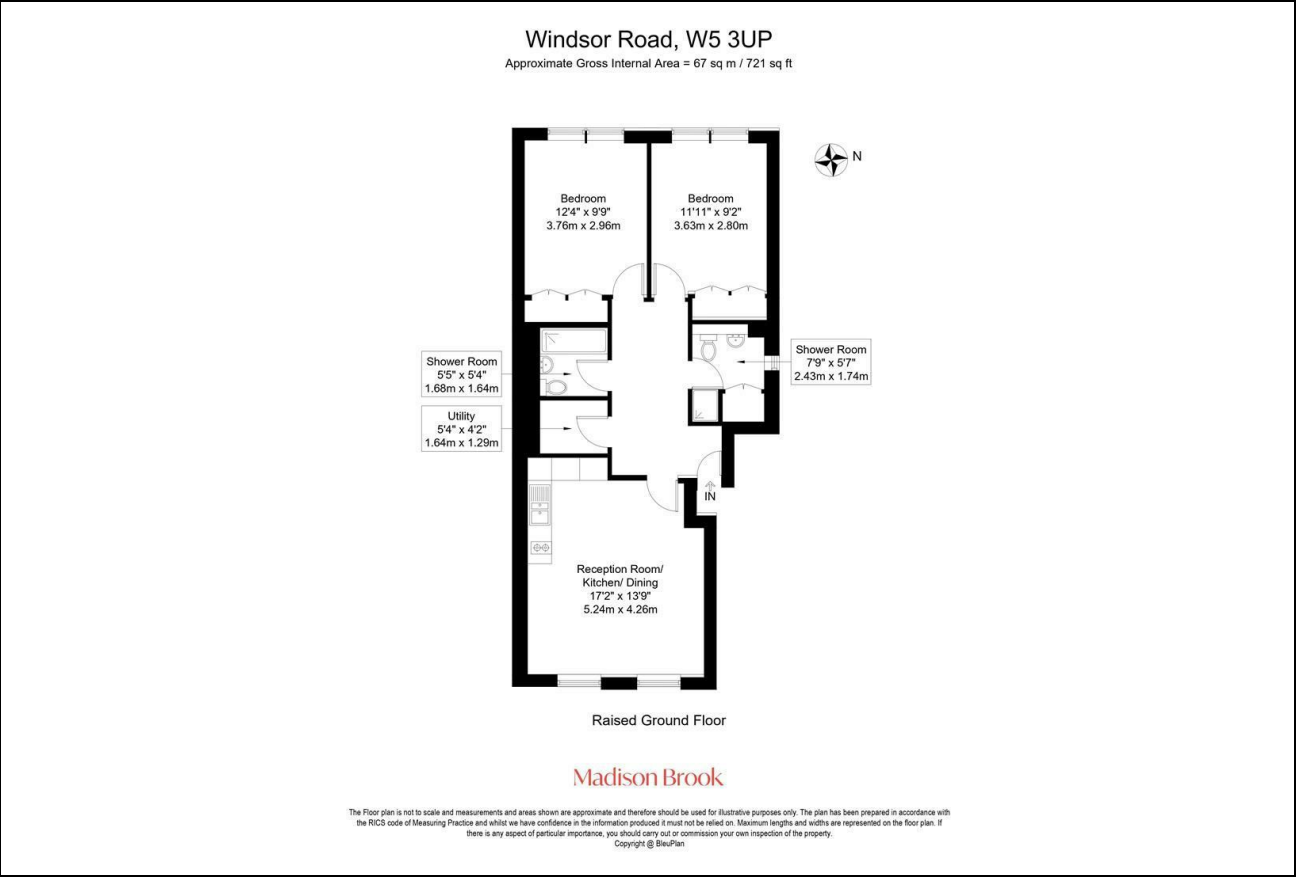 Windsor Road, W5 3UP
Approximate Gross Internal Area = 67 sq m / 721 sq ft
N
Bedroom
12'4" x 9'9"
3.76m x 2.96m
Bedroom
11'11" x 9'2"
3.63m x 2.80m
Shower Room
5'5" x 5'4"
1.68m x 1.64m
Shower Room
7'9" x 5'7"
2.43m x 1.74m
Utility
5'4" x 4'2"
1.64m x 1.29m
IN
Reception Room/
Kitchen/ Dining
17'2" x 13'9"
5.24m x 4.26m
Raised Ground Floor
Madison Brook
The Floor plan is not to scale and measurements and areas shown are approximate and therefore should be used for illustrative purposes only. The plan has been prepared in accordance with
the RICS code of Measuring Practice and whilst we have confidence in the information produced it must not be relied on. Maximum lengths and widths are represented on the floor plan. If
there is any aspect of particular importance, you should carry out or commission your own inspection of the property.
Copyright @ BleuPlan